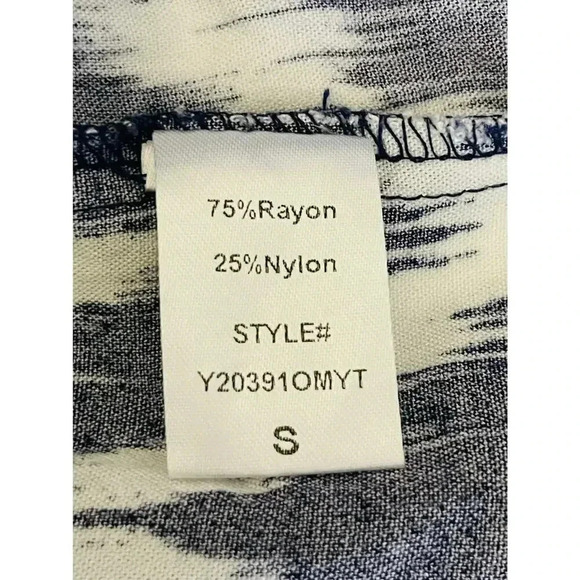 75%Rayon
25%Nylon
STYLE#
Y20391OMYT
S